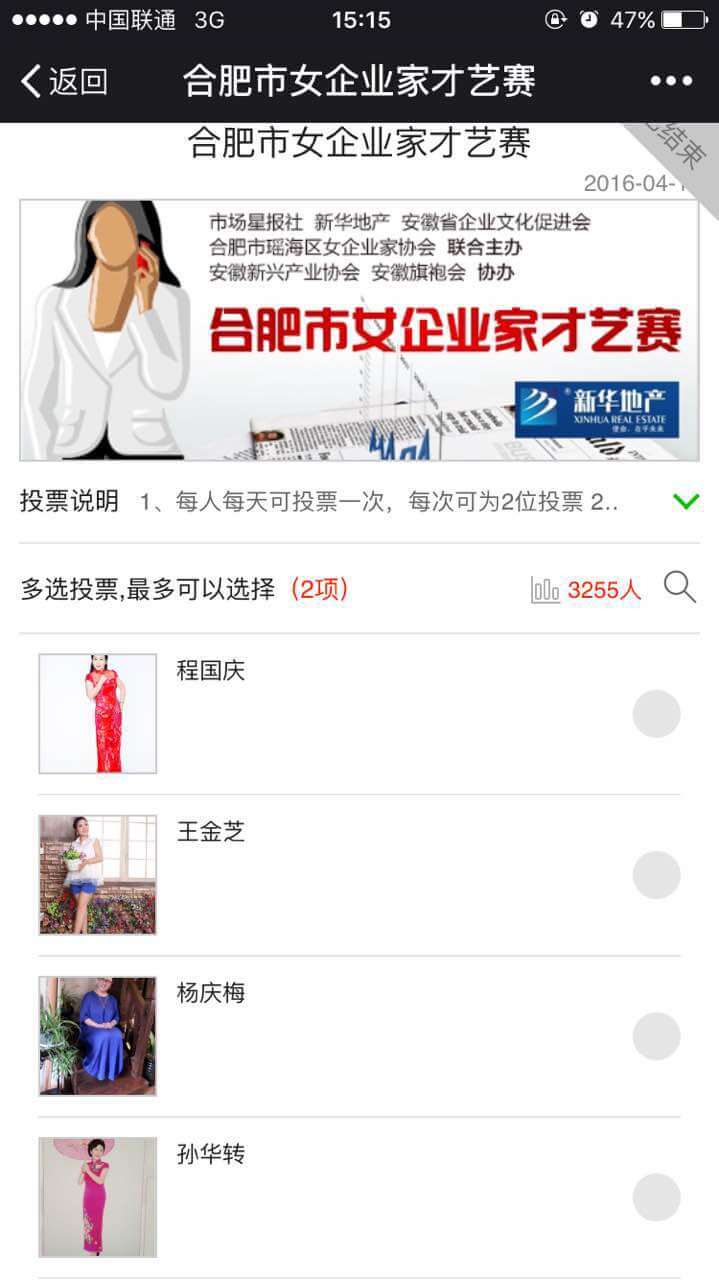 中国联通 3G 15:15 47%
返回 合肥市女企业家才艺赛
合肥市女企业家才艺赛
结束
2016-04-1
市场星报社 新华地产 安徽省企业文化促进会
合肥市瑶海区女企业家协会 联合主办
安徽新兴产业协会 安徽旗袍会 协办
合肥市女企业家才艺赛
新华地产
XINHUA REAL ESTATE
投票说明 1、每人每天可投票一次，每次可为2位投票 2..
多选投票,最多可以选择（2项） 3255人
程国庆
王金芝
杨庆梅
孙华转